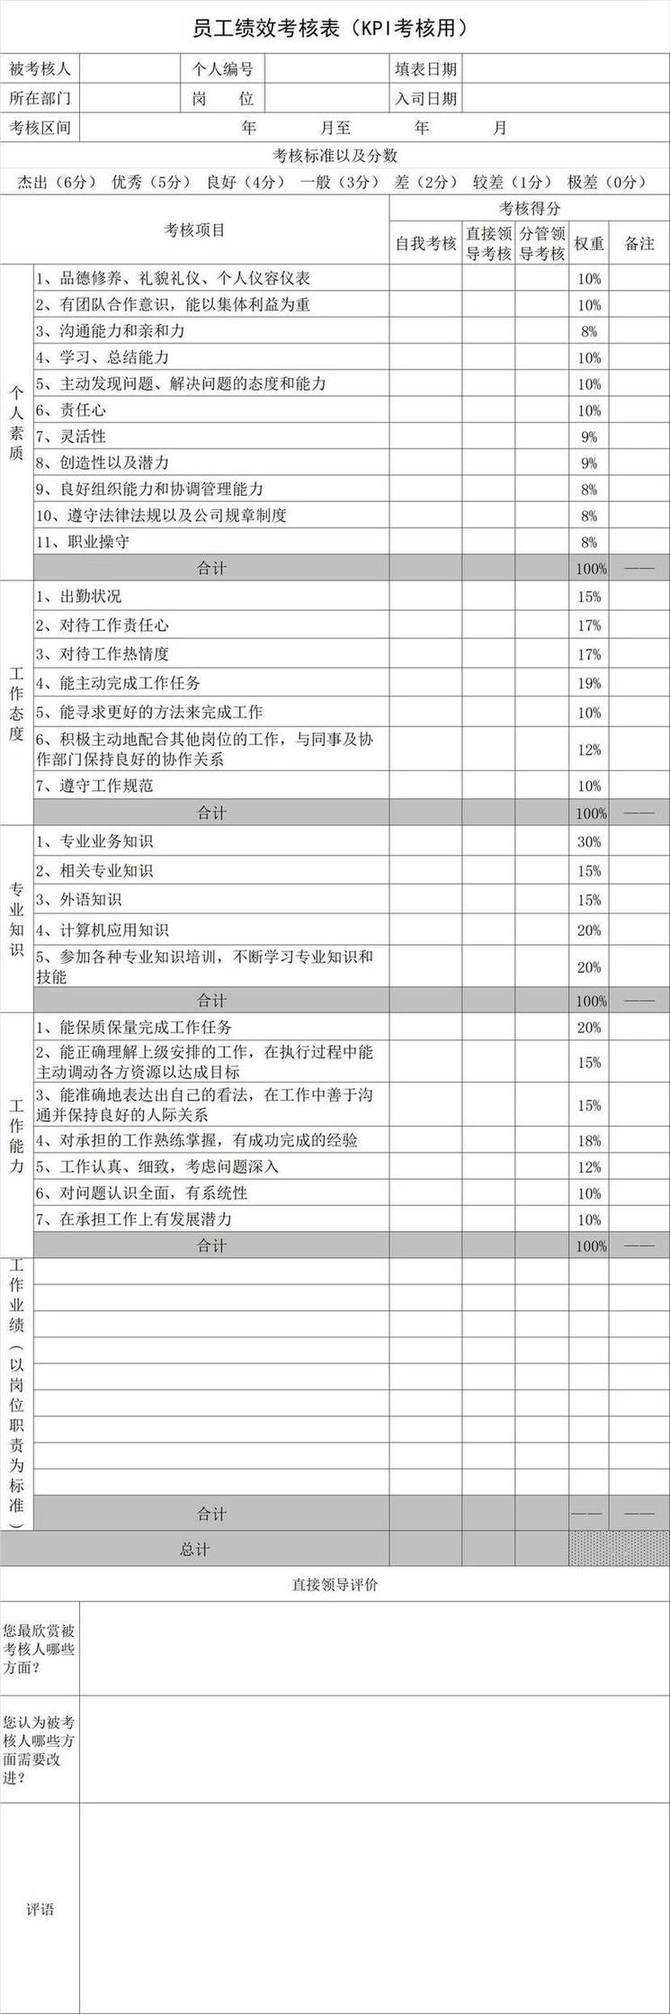 员工绩效考核表（KPI考核用）
被考核人 个人编号 填表日期
所在部门 岗 位 入司日期
考核区间 年 月至 年 月
考核标准以及分数
杰出（6分） 优秀（5分） 良好（4分） 一般（3分） 差（2分） 较差（1分） 极差（0分）
考核项目
考核得分
自我考核 直接领导考核 分管领导考核 权重 备注
个人素质
1、品德修养、礼貌礼仪、个人仪容仪表 10%
2、有团队合作意识，能以集体利益为重 10%
3、沟通能力和亲和力 8%
4、学习、总结能力 10%
5、主动发现问题、解决问题的态度和能力 10%
6、责任心 10%
7、灵活性 9%
8、创造性以及潜力 9%
9、良好组织能力和协调管理能力 8%
10、遵守法律法规以及公司规章制度 8%
11、职业操守 8%
合计 100% ——
工作态度
1、出勤状况 15%
2、对待工作责任心 17%
3、对待工作热情度 17%
4、能主动完成工作任务 19%
5、能寻求更好的方法来完成工作 10%
6、积极主动地配合其他岗位的工作，与同事及协
作部门保持良好的协作关系 12%
7、遵守工作规范 10%
合计 100% ——
专业知识
1、专业业务知识 30%
2、相关专业知识 15%
3、外语知识 15%
4、计算机应用知识 20%
5、参加各种专业知识培训，不断学习专业知识和
技能 20%
合计 100% ——
工作能力
1、能保质保量完成工作任务 20%
2、能正确理解上级安排的工作，在执行过程中能
主动调动各方资源以达成目标 15%
3、能准确地表达出自己的看法，在工作中善于沟
通并保持良好的人际关系 15%
4、对承担的工作熟练掌握，有成功完成的经验 18%
5、工作认真、细致，考虑问题深入 12%
6、对问题认识全面，有系统性 10%
7、在承担工作上有发展潜力 10%
合计 100% ——
工作业绩（以岗位职责为标准）
合计 —— ——
总计
直接领导评价
您最欣赏被
考核人哪些
方面？
您认为被考
核人哪些方
面需要改
进？
评语